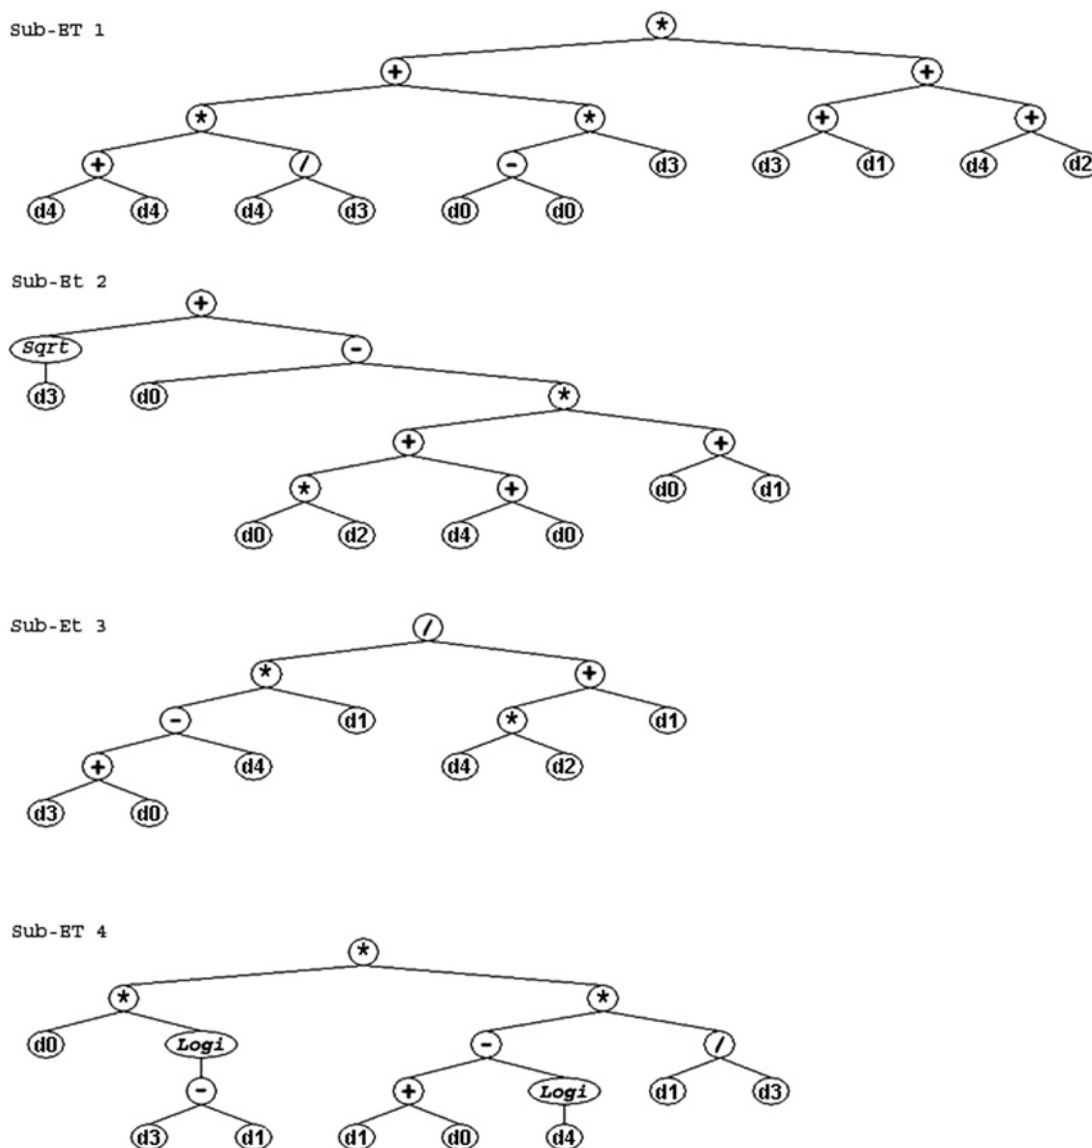 Sub-ET 1
*
+ +
* * + +
+ / - d3 d3 d1 d4 d2
d4 d4 d4 d3 d0 d0
Sub-Et 2
+
Sqrt -
d3 d0 *
+ +
* + d0 d1
d0 d2 d4 d0
Sub-Et 3
/
* +
- d1 * d1
+ d4 d4 d2
d3 d0
Sub-ET 4
*
* *
d0 Logi - /
- + Logi d1 d3
d3 d1 d1 d0 d4